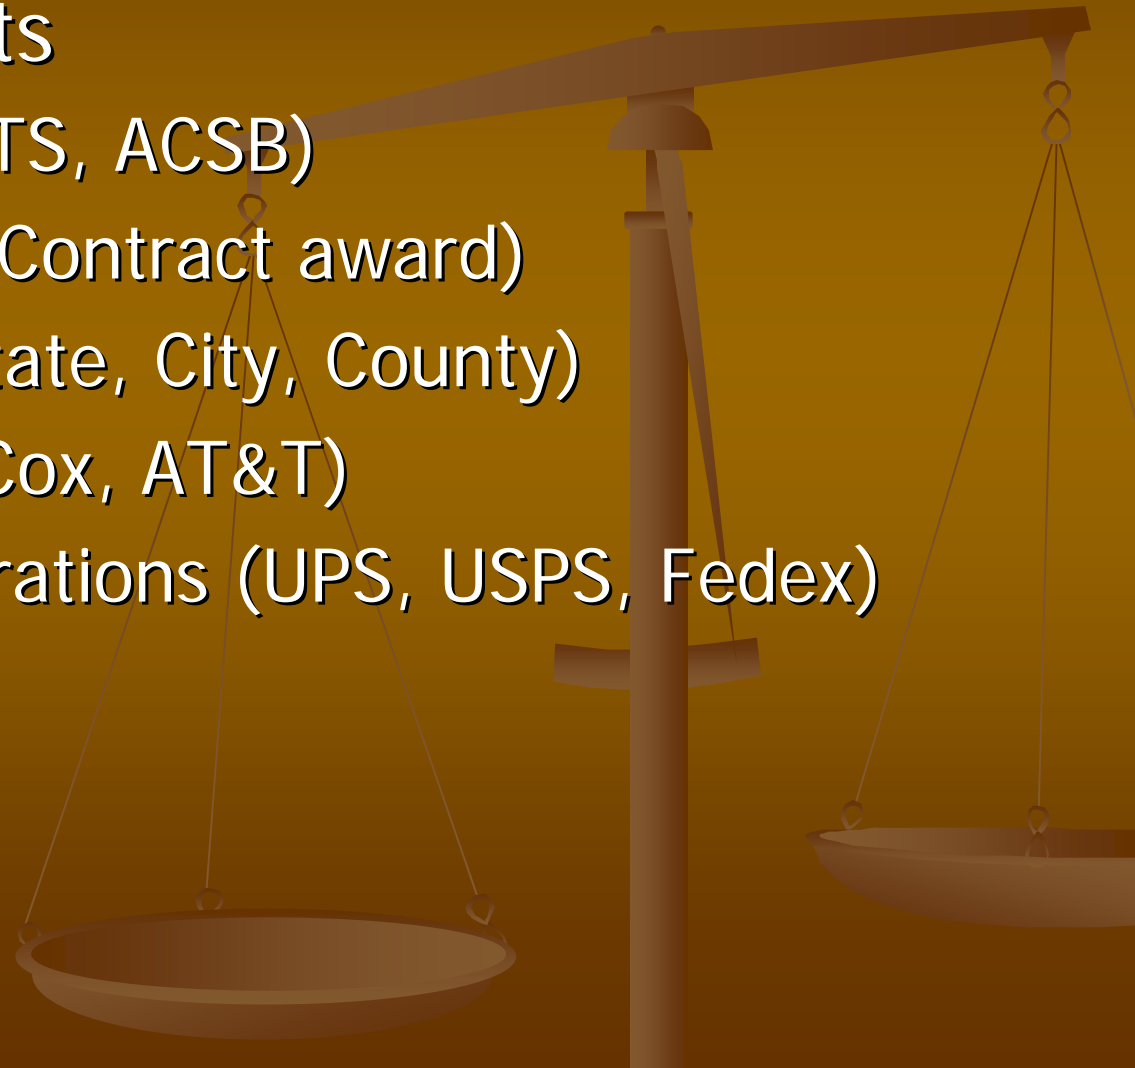 ts
TS, ACSB)
Contract award)
tate, City, County)
Cox, AT&T)
rations (UPS, USPS, Fedex)